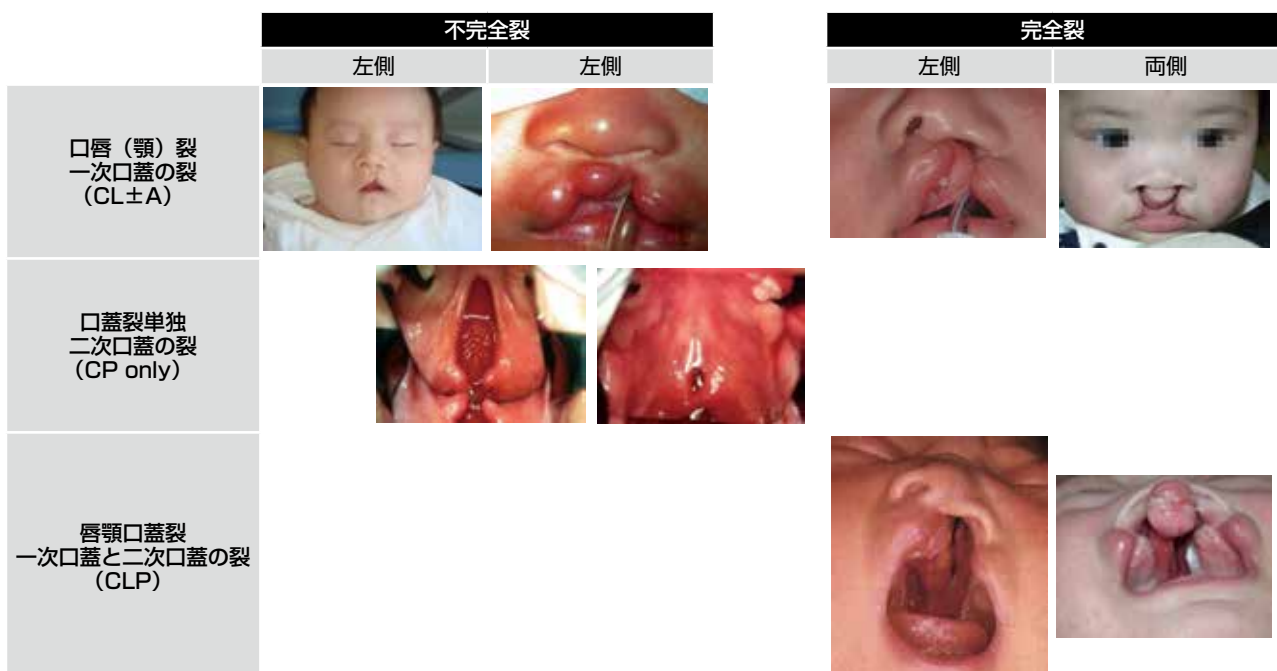 不完全裂
完全裂
左側
左側
左側
両側
口唇（顎）裂
一次口蓋の裂
（CL±A）
口蓋裂単独
二次口蓋の裂
（CP only）
唇顎口蓋裂
一次口蓋と二次口蓋の裂
（CLP）